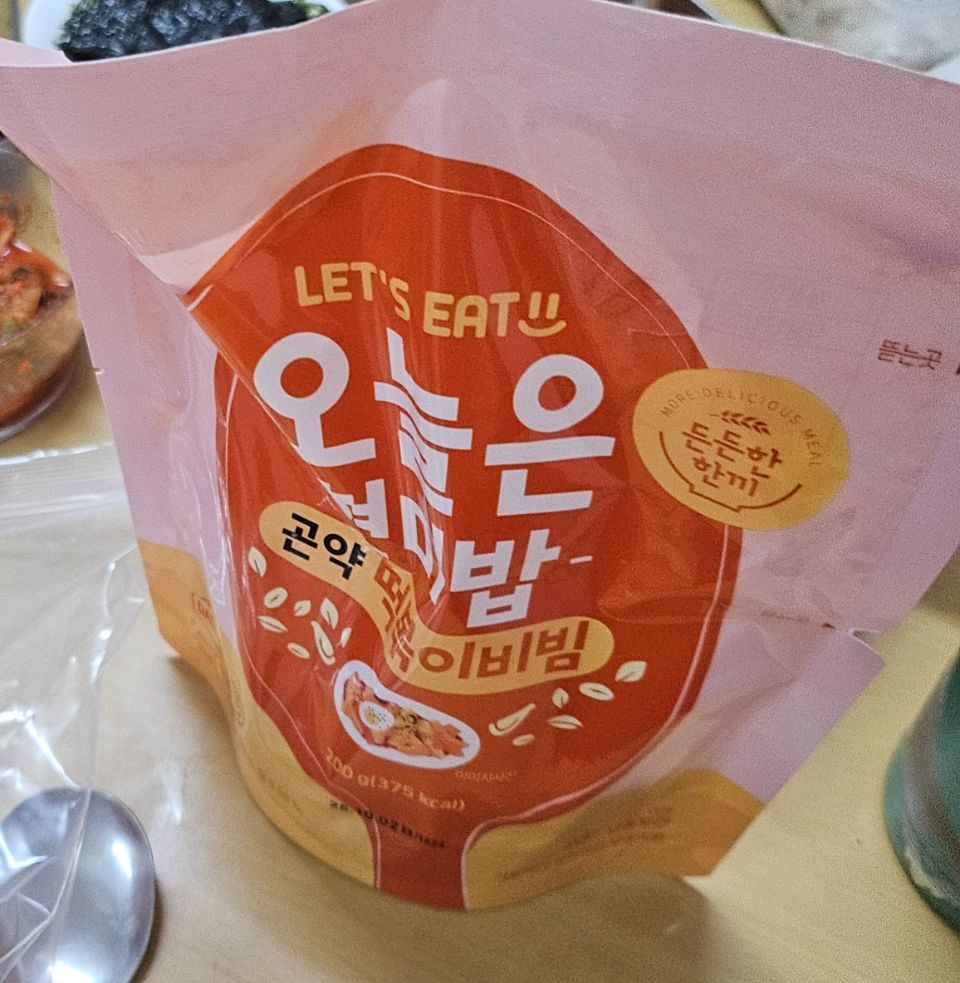 LET'S EAT
오늘은
현미밥
곤약 떡볶이비빔
MORE DELICIOUS MEAL
든든한
한끼
뜯는곳
200 g(375 kcal)